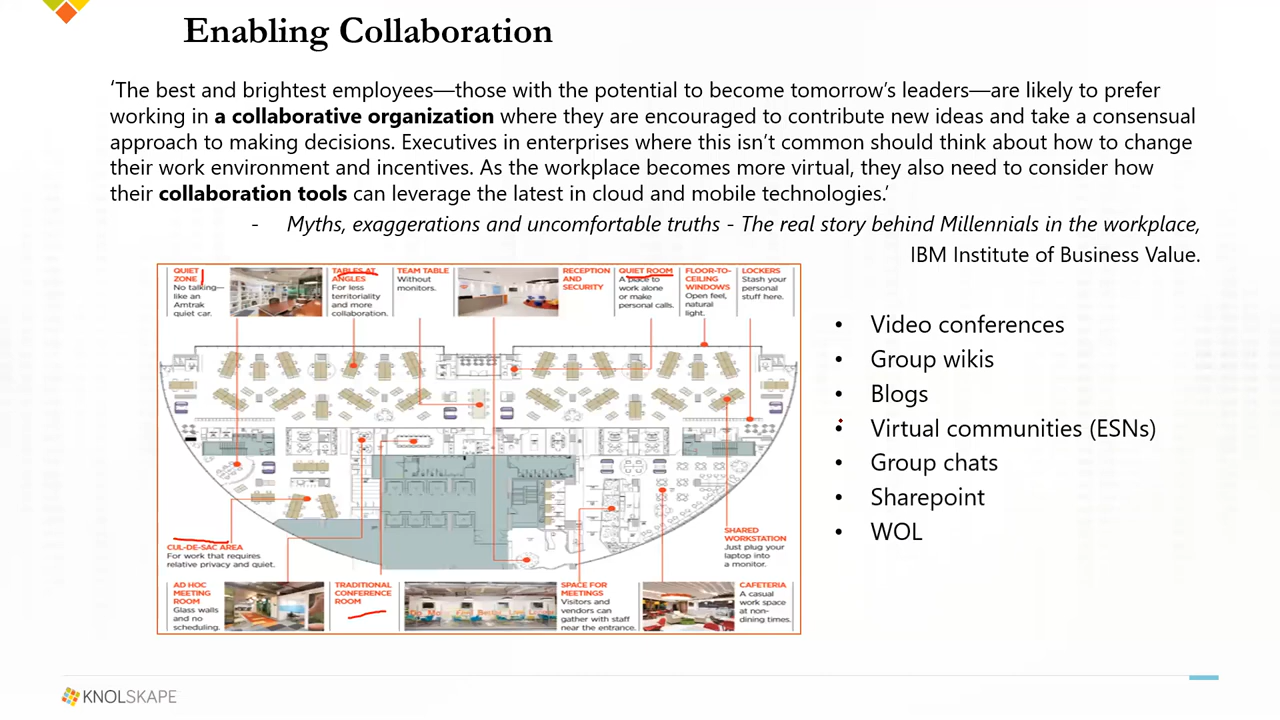 Enabling Collaboration
‘The best and brightest employees—those with the potential to become tomorrow’s leaders—are likely to prefer
working in a collaborative organization where they are encouraged to contribute new ideas and take a consensual
approach to making decisions. Executives in enterprises where this isn’t common should think about how to change
their work environment and incentives. As the workplace becomes more virtual, they also need to consider how
their collaboration tools can leverage the latest in cloud and mobile technologies.’
- Myths, exaggerations and uncomfortable truths - The real story behind Millennials in the workplace,
IBM Institute of Business Value.
QUIET
ZONE
No talking—
like an
Amtrak
quiet car.
TABLES AT
ANGLES
For less
territoriality
and more
collaboration.
TEAM TABLE
Without
monitors.
RECEPTION
AND
SECURITY
QUIET ROOM
A place to
work alone
or make
personal calls.
FLOOR-TO-
CEILING
WINDOWS
Open feel,
natural
light.
LOCKERS
Stash your
personal
stuff here.
CUL-DE-SAC AREA
For work that requires
relative privacy and quiet.
SHARED
WORKSTATION
Just plug your
laptop into
a monitor.
AD HOC
MEETING
ROOM
Glass walls
and no
scheduling.
TRADITIONAL
CONFERENCE
ROOM
SPACE FOR
MEETINGS
Visitors and
vendors can
gather with staff
near the entrance.
CAFETERIA
A casual
work space
at non-
dining times.
• Video conferences
• Group wikis
• Blogs
• Virtual communities (ESNs)
• Group chats
• Sharepoint
• WOL
KNOLSKAPE